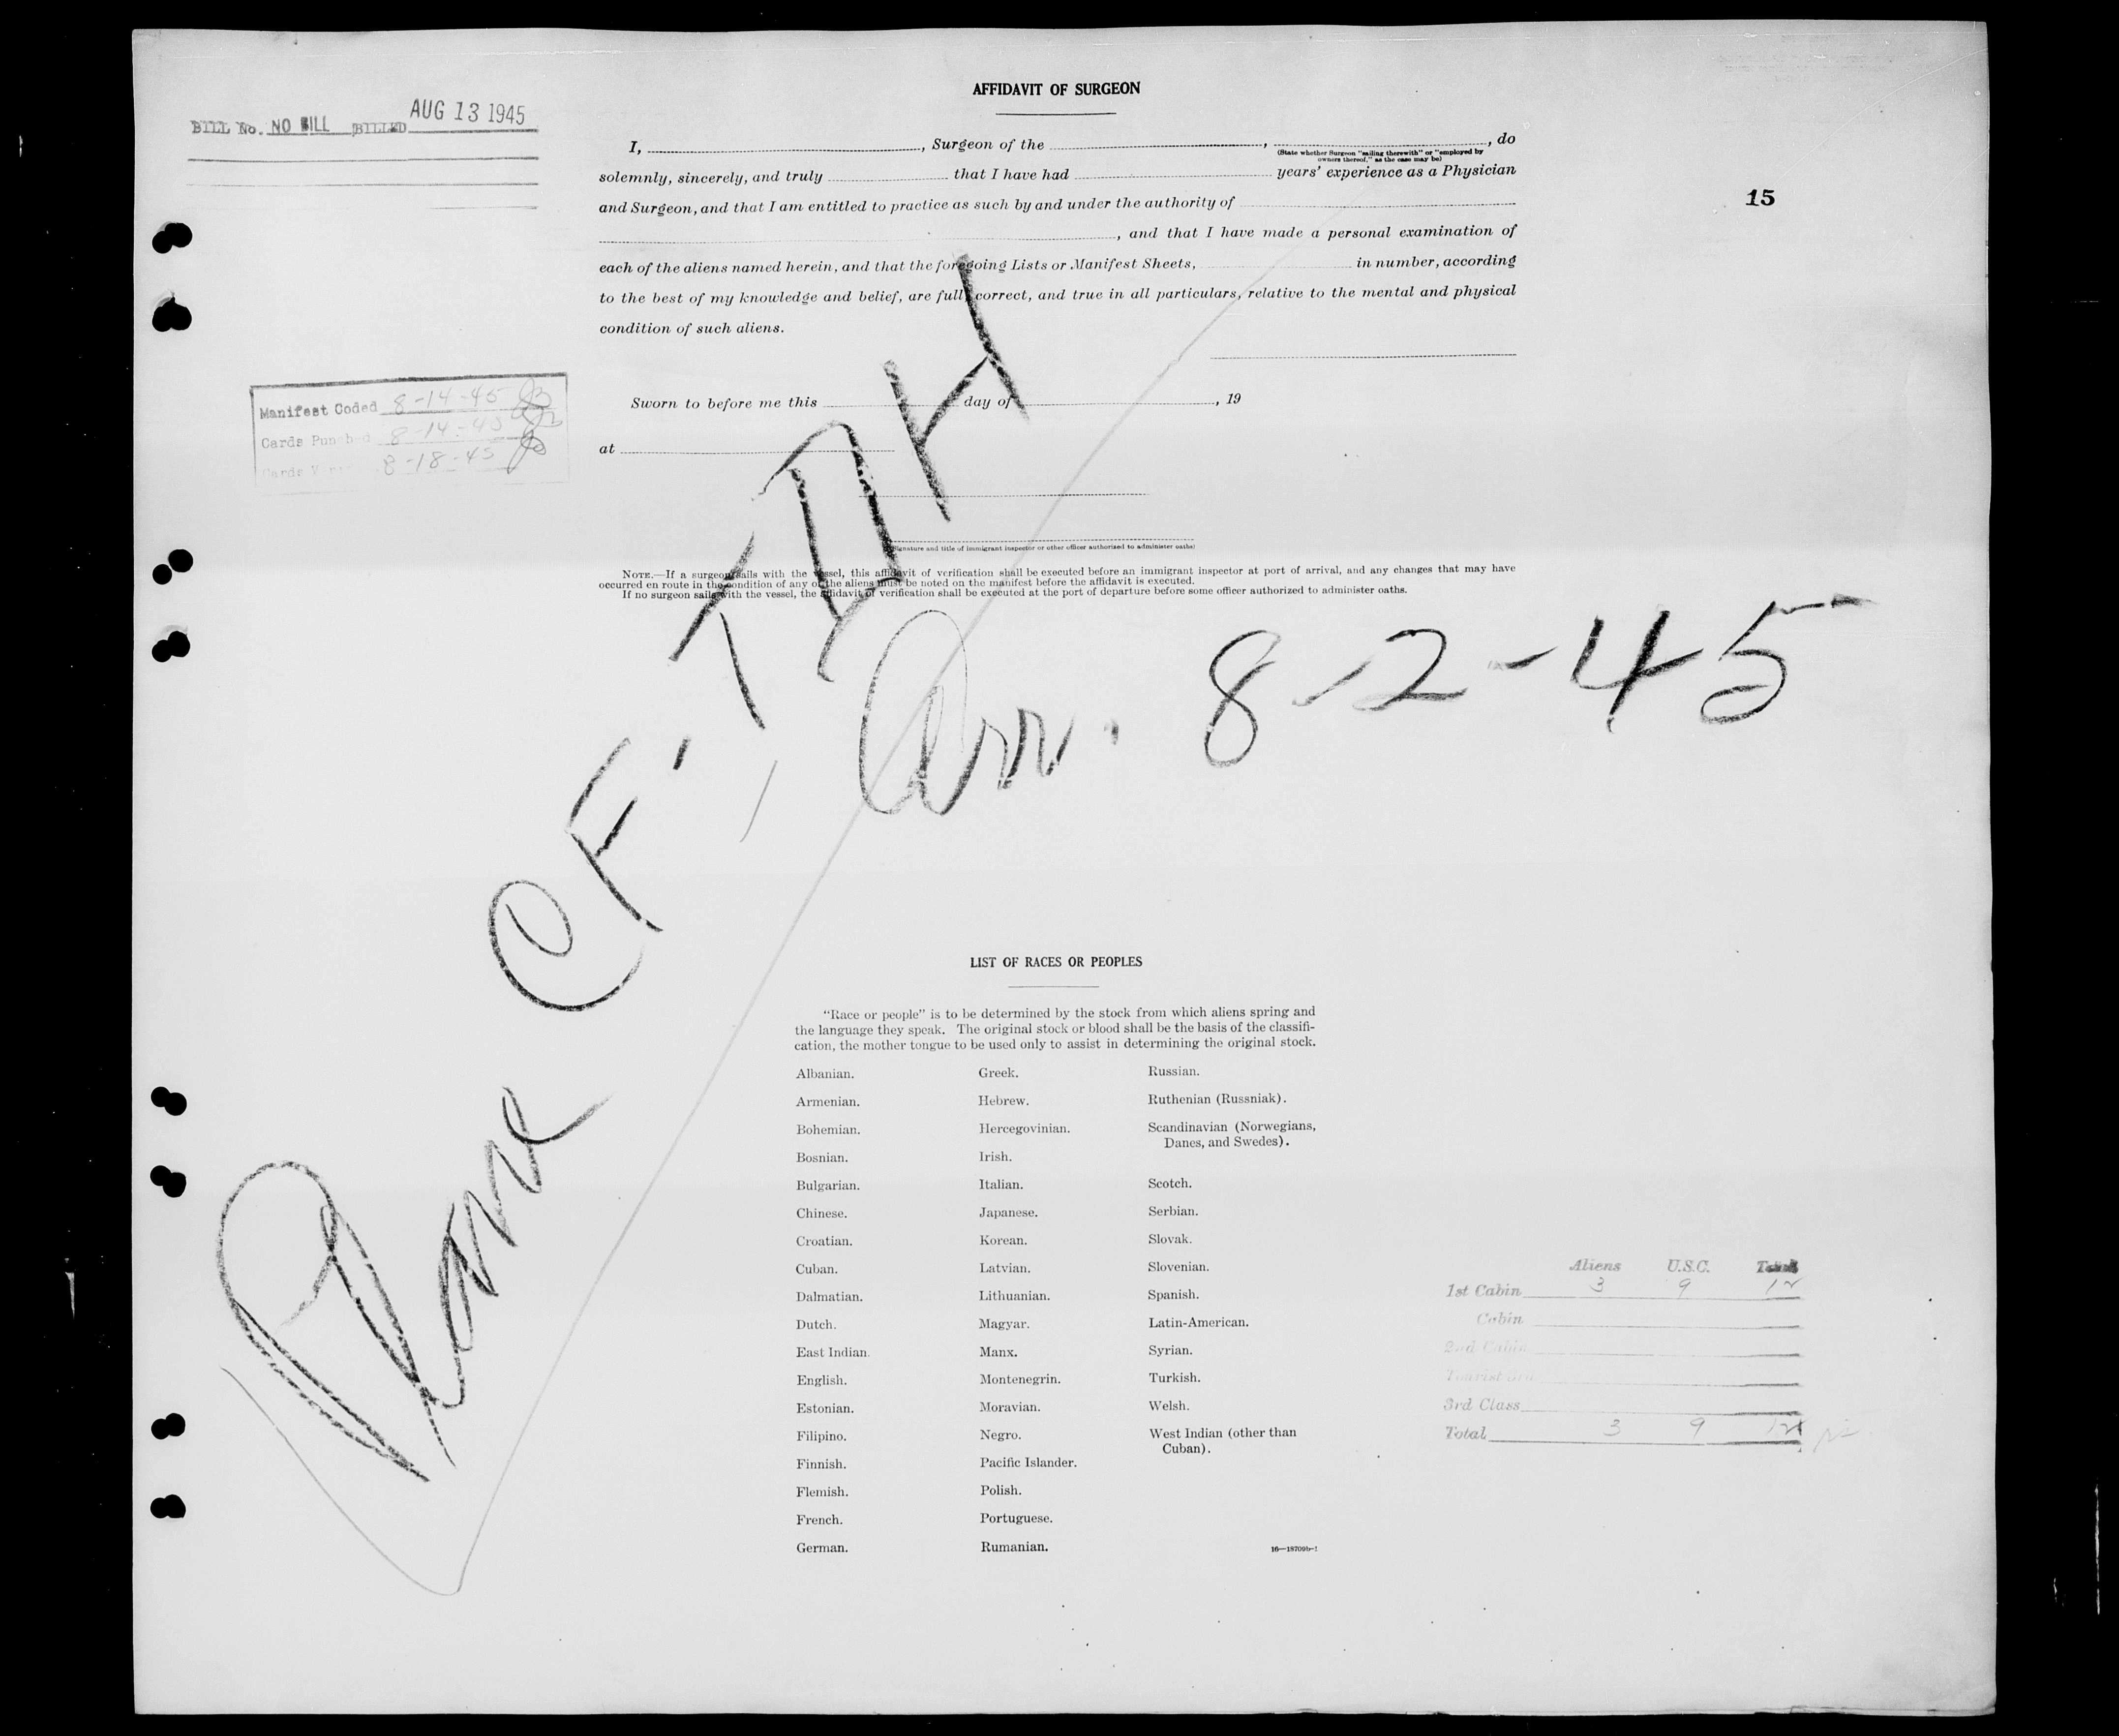 AFFIDAVIT OF SURGEON
BILL No. NO BILL BILLED AUG 13 1945
I, , Surgeon of the , , do
(State whether Surgeon "sailing therewith" or "employed by
owners thereof," as the case may be)
solemnly, sincerely, and truly that I have had years' experience as a Physician
15
and Surgeon, and that I am entitled to practice as such by and under the authority of
, and that I have made a personal examination of
each of the aliens named herein, and that the foregoing Lists or Manifest Sheets, in number, according
to the best of my knowledge and belief, are full, correct, and true in all particulars, relative to the mental and physical
condition of such aliens.
Manifest Coded 8-14-45
Cards Punched 8-14-45
Cards 8-18-45
Sworn to before me this day of , 19
at
(Signature and title of immigrant inspector or other officer authorized to administer oaths)
NOTE.—If a surgeon sails with the vessel, this affidavit of verification shall be executed before an immigrant inspector at port of arrival, and any changes that may have
occurred en route in the condition of any of the aliens must be noted on the manifest before the affidavit is executed.
If no surgeon sails with the vessel, the affidavit of verification shall be executed at the port of departure before some officer authorized to administer oaths.
Plane CF-TDH
Arr. 8-2-45
LIST OF RACES OR PEOPLES
"Race or people" is to be determined by the stock from which aliens spring and
the language they speak. The original stock or blood shall be the basis of the classifi-
cation, the mother tongue to be used only to assist in determining the original stock.
Albanian.
Armenian.
Bohemian.
Bosnian.
Bulgarian.
Chinese.
Croatian.
Cuban.
Dalmatian.
Dutch.
East Indian.
English.
Estonian.
Filipino.
Finnish.
Flemish.
French.
German.
Greek.
Hebrew.
Hercegovinian.
Irish.
Italian.
Japanese.
Korean.
Latvian.
Lithuanian.
Magyar.
Manx.
Montenegrin.
Moravian.
Negro.
Pacific Islander.
Polish.
Portuguese.
Rumanian.
Russian.
Ruthenian (Russniak).
Scandinavian (Norwegians,
Danes, and Swedes).
Scotch.
Serbian.
Slovak.
Slovenian.
Spanish.
Latin-American.
Syrian.
Turkish.
Welsh.
West Indian (other than
Cuban).
16—18709b-1
Aliens U.S.C. Total
1st Cabin 3 9 12
Cabin
2nd Cabin
Tourist
3rd Class
Total 3 9 12